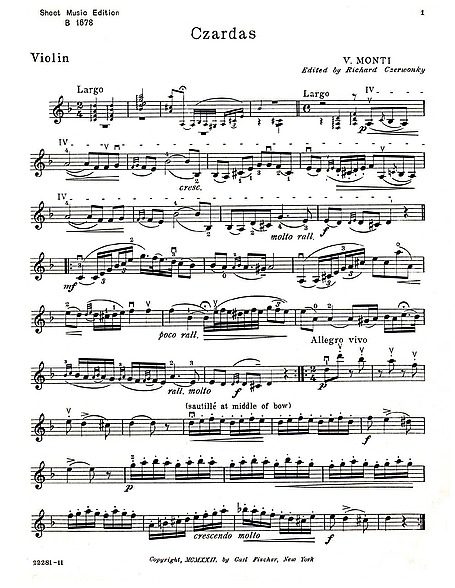 Sheet Music Edition
B 1678
1
Czardas
Violin
V. MONTI
Edited by Richard Czerwonky
Largo
Largo
IV
p
IV
cresc.
IV
molto rall.
f
mf
poco rall.
Allegro vivo
rall. molto
f
(sautillé at middle of bow)
f
p
crescendo molto
f
22281-11
Copyright, MCMXXII, by Carl Fischer, New York